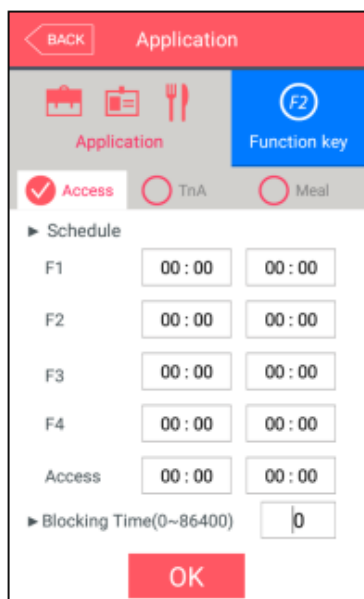 BACK Application
F2
Application Function key
Access TnA Meal
► Schedule
F1 00 : 00 00 : 00
F2 00 : 00 00 : 00
F3 00 : 00 00 : 00
F4 00 : 00 00 : 00
Access 00 : 00 00 : 00
►Blocking Time(0~86400) 0
OK